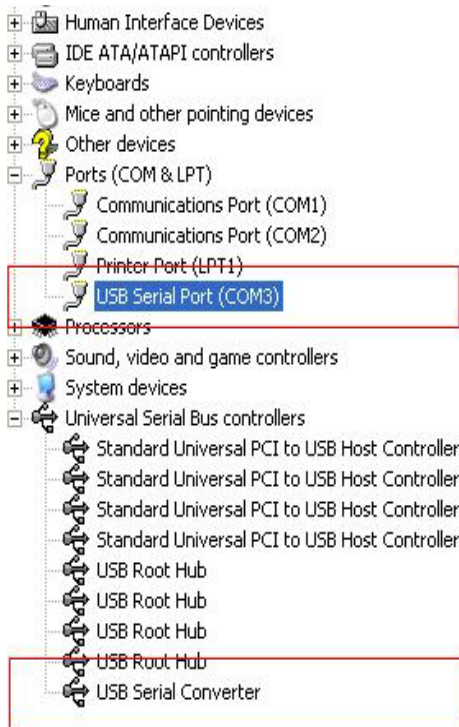 Human Interface Devices
IDE ATA/ATAPI controllers
Keyboards
Mice and other pointing devices
Other devices
Ports (COM & LPT)
Communications Port (COM1)
Communications Port (COM2)
Printer Port (LPT1)
USB Serial Port (COM3)
Processors
Sound, video and game controllers
System devices
Universal Serial Bus controllers
Standard Universal PCI to USB Host Controller
Standard Universal PCI to USB Host Controller
Standard Universal PCI to USB Host Controller
Standard Universal PCI to USB Host Controller
USB Root Hub
USB Root Hub
USB Root Hub
USB Root Hub
USB Serial Converter